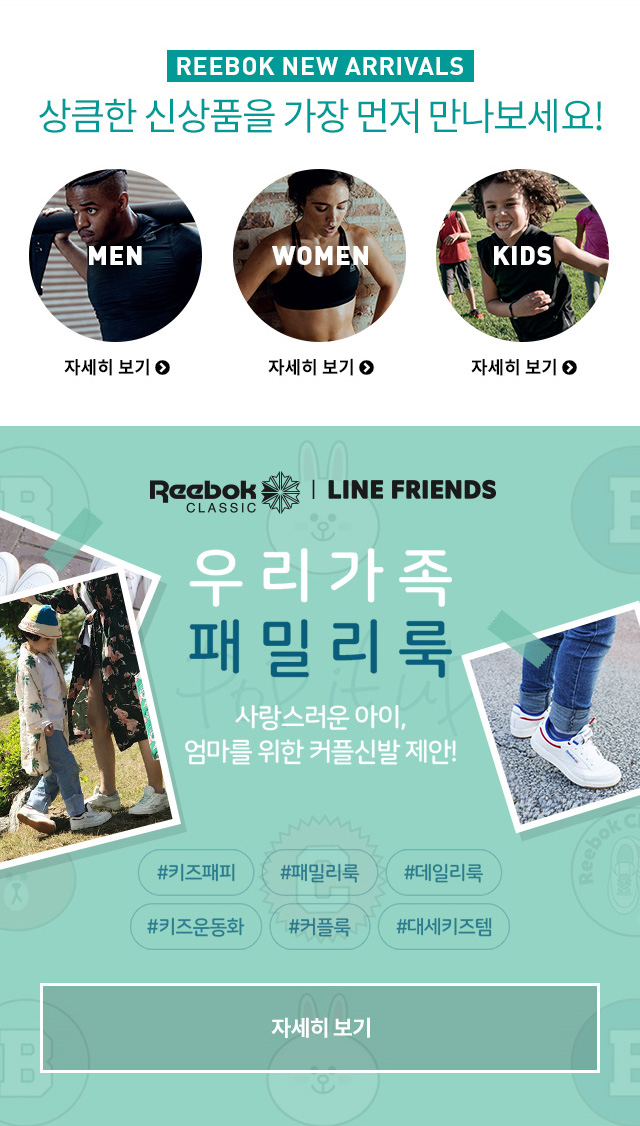 REEBOK NEW ARRIVALS
상큼한 신상품을 가장 먼저 만나보세요!
MEN
WOMEN
KIDS
자세히 보기
자세히 보기
자세히 보기
Reebok CLASSIC | LINE FRIENDS
우리가족
패밀리룩
사랑스러운 아이,
엄마를 위한 커플신발 제안!
#키즈패피 #패밀리룩 #데일리룩
#키즈운동화 #커플룩 #대세키즈템
자세히 보기
B
B
C
Reebok Cl
B
B